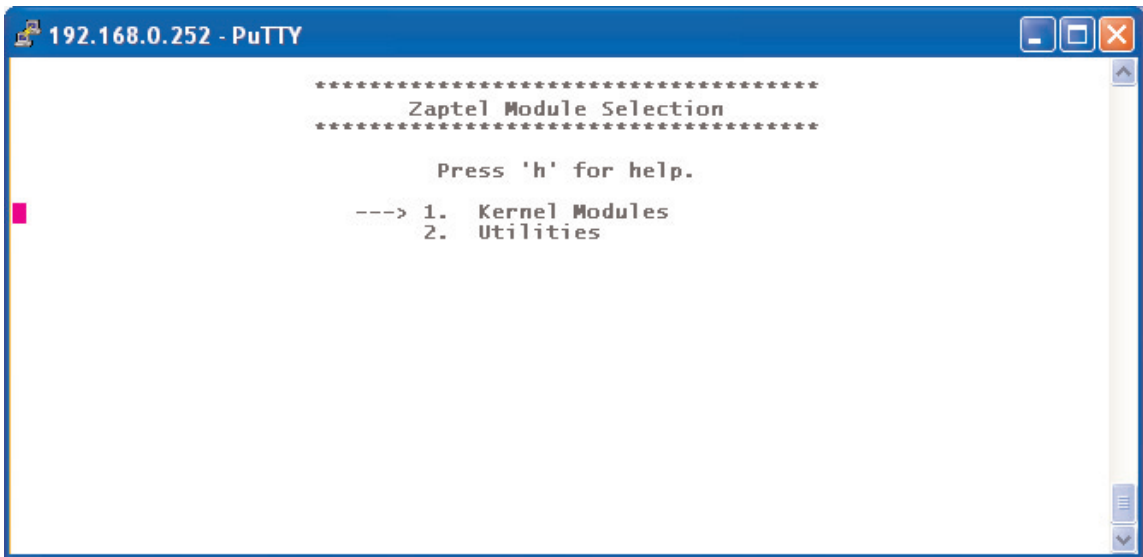 192.168.0.252 - PuTTY
*************************************
Zaptel Module Selection
*************************************
Press 'h' for help.
---> 1. Kernel Modules
2. Utilities